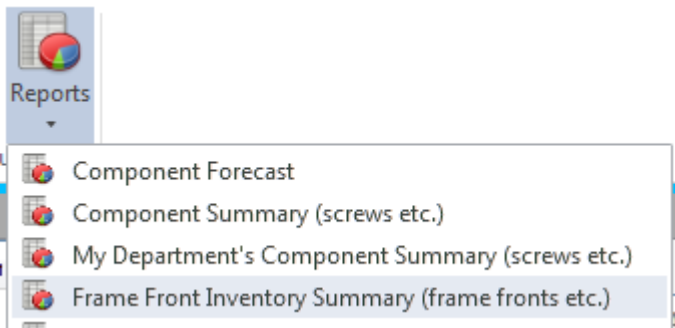 Reports
Component Forecast
Component Summary (screws etc.)
My Department's Component Summary (screws etc.)
Frame Front Inventory Summary (frame fronts etc.)